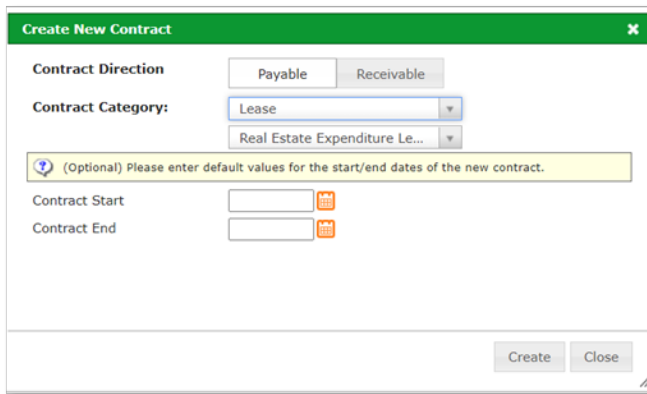 Create New Contract
Contract Direction Payable Receivable
Contract Category: Lease
Real Estate Expenditure Le...
(Optional) Please enter default values for the start/end dates of the new contract.
Contract Start
Contract End
Create Close